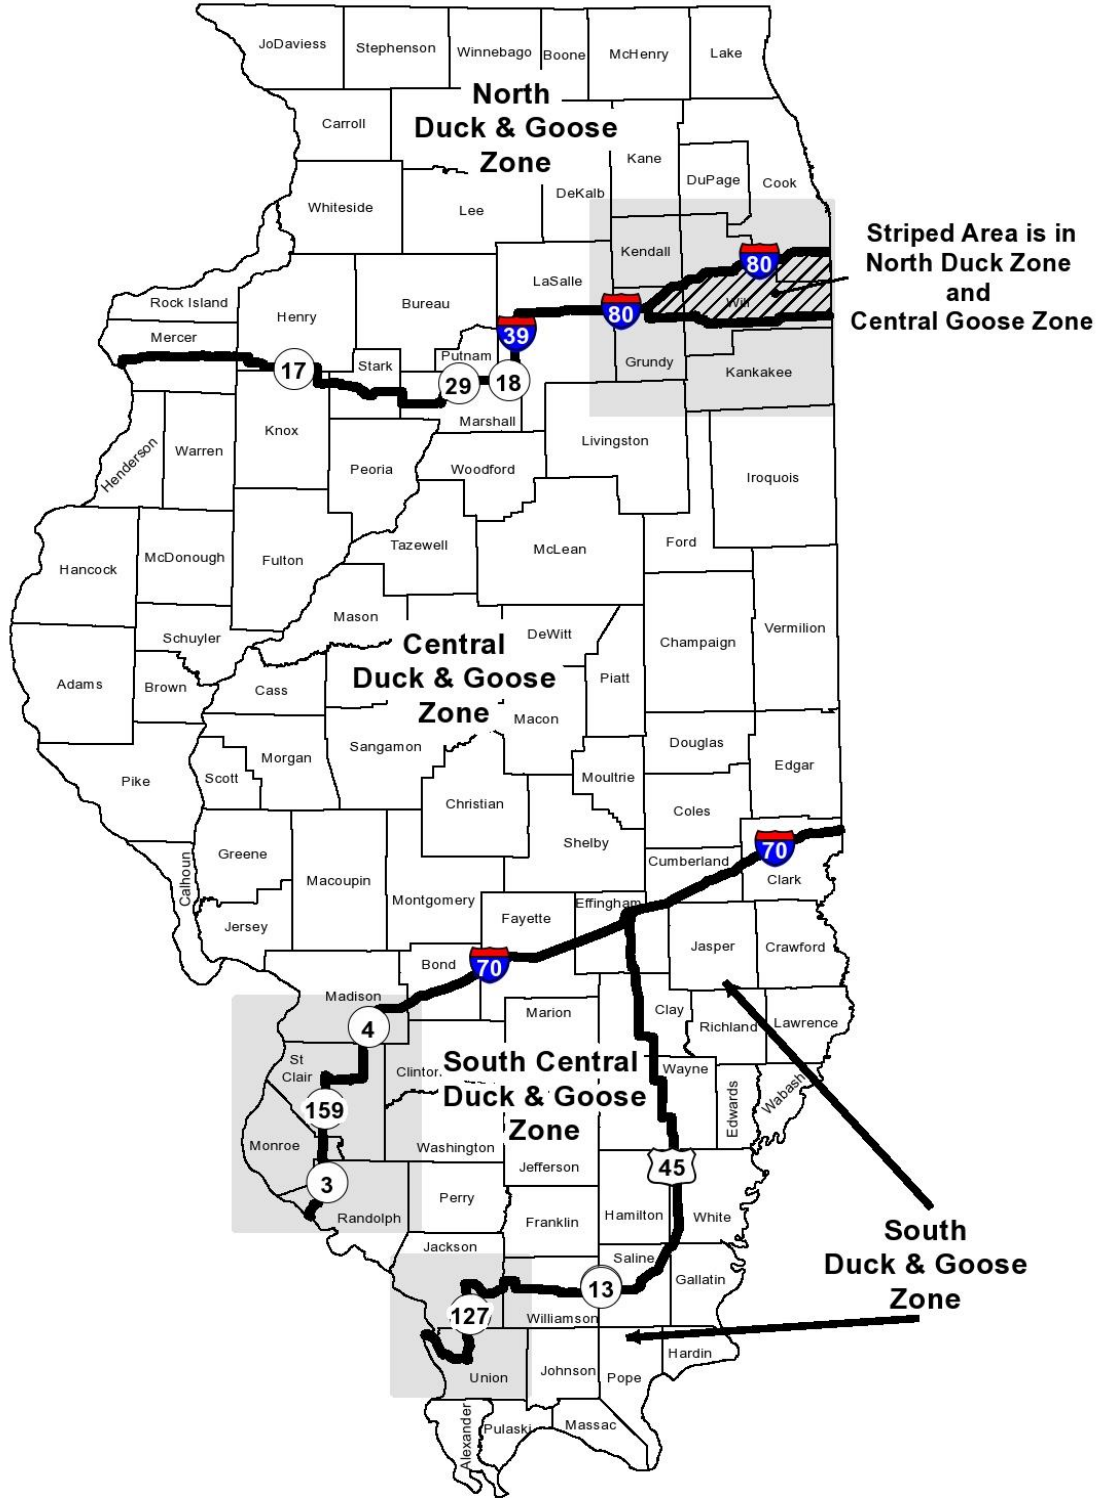 JoDaviess
Stephenson
Winnebago
Boone
McHenry
Lake
North
Duck & Goose
Zone
Carroll
Kane
DuPage
Cook
DeKalb
Whiteside
Lee
Kendall
80
Striped Area is in
North Duck Zone
and
Central Goose Zone
LaSalle
Rock Island
Henry
Bureau
80
Will
39
Mercer
Putnam
Stark
Grundy
Kankakee
17
29
18
Marshall
Knox
Livingston
Henderson
Warren
Peoria
Woodford
Iroquois
Hancock
McDonough
Fulton
Tazewell
McLean
Ford
Mason
DeWitt
Schuyler
Central
Duck & Goose
Zone
Champaign
Vermilion
Adams
Brown
Cass
Piatt
Macon
Sangamon
Douglas
Pike
Scott
Morgan
Moultrie
Edgar
Christian
Coles
Greene
Shelby
70
Calhoun
Macoupin
Cumberland
Clark
Montgomery
Effingham
Jersey
Fayette
Jasper
Crawford
Bond
70
Madison
4
Marion
Clay
Richland
Lawrence
St
Clair
Clinton
South Central
Duck & Goose
Zone
Wayne
Edwards
Wabash
159
Monroe
Washington
Jefferson
45
3
Randolph
Perry
Franklin
Hamilton
White
South
Duck & Goose
Zone
Jackson
Saline
Gallatin
13
127
Williamson
Hardin
Union
Johnson
Pope
Alexander
Pulaski
Massac